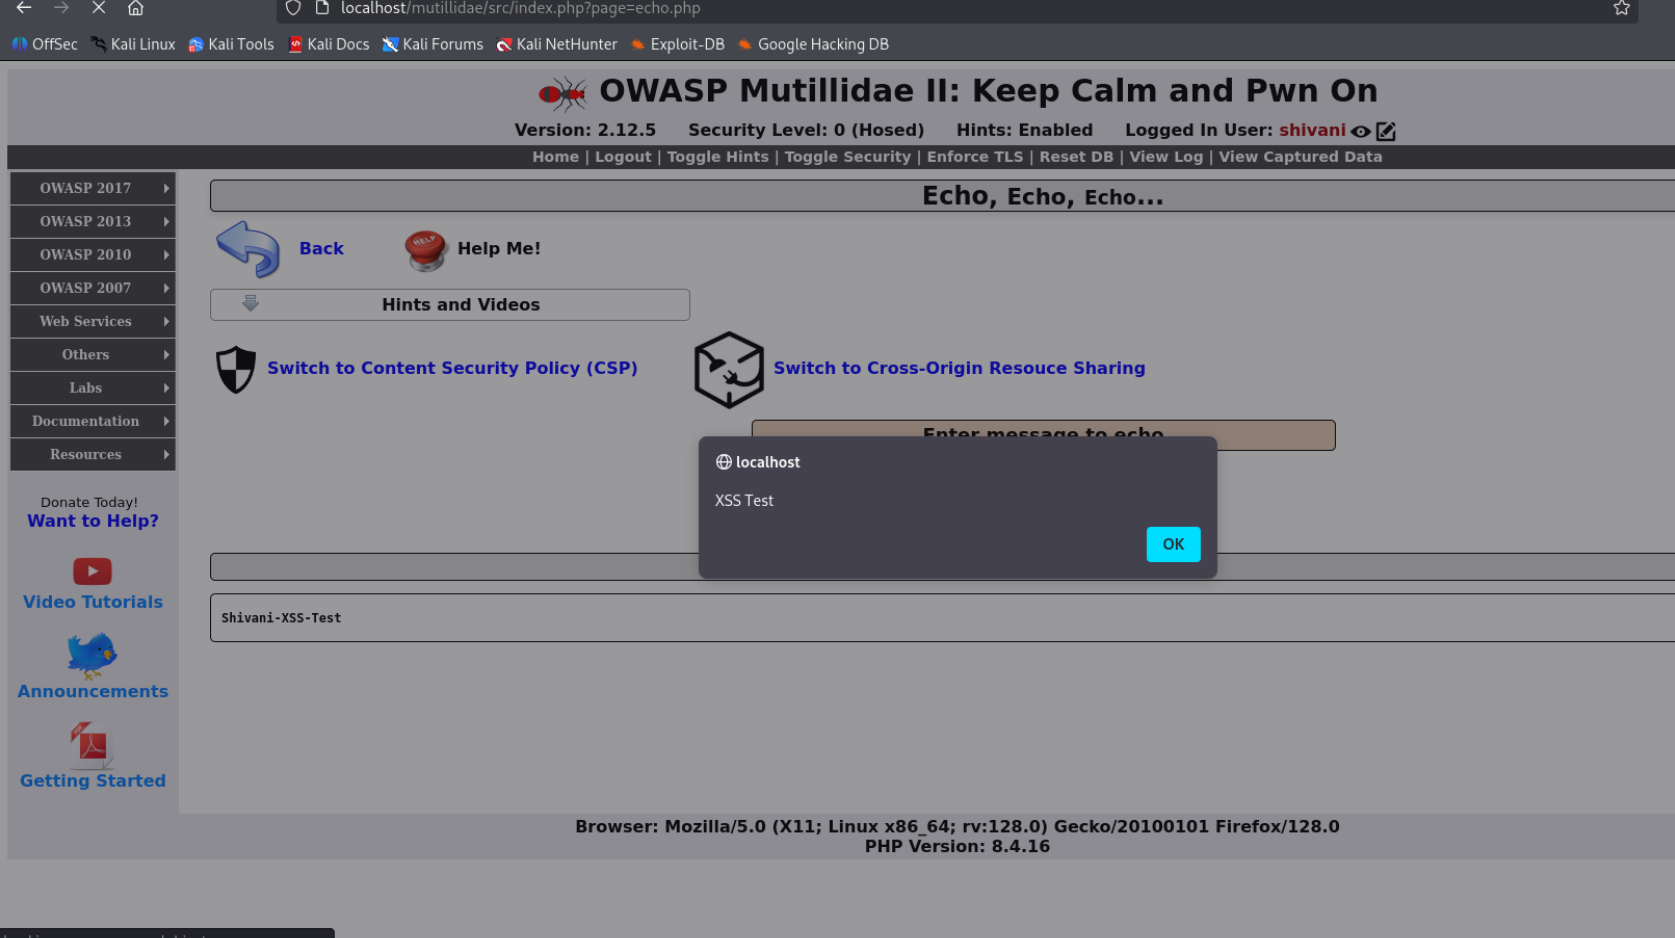 localhost/mutillidae/src/index.php?page=echo.php
OffSec Kali Linux Kali Tools Kali Docs Kali Forums Kali NetHunter Exploit-DB Google Hacking DB
OWASP Mutillidae II: Keep Calm and Pwn On
Version: 2.12.5 Security Level: 0 (Hosed) Hints: Enabled Logged In User: shivani
Home | Logout | Toggle Hints | Toggle Security | Enforce TLS | Reset DB | View Log | View Captured Data
OWASP 2017
OWASP 2013
OWASP 2010
OWASP 2007
Web Services
Others
Labs
Documentation
Resources
Donate Today!
Want to Help?
Video Tutorials
Announcements
Getting Started
Echo, Echo, Echo...
Back
HELP
Help Me!
Hints and Videos
Switch to Content Security Policy (CSP)
Switch to Cross-Origin Resouce Sharing
Enter message to echo
localhost
XSS Test
OK
Shivani-XSS-Test
Browser: Mozilla/5.0 (X11; Linux x86_64; rv:128.0) Gecko/20100101 Firefox/128.0
PHP Version: 8.4.16